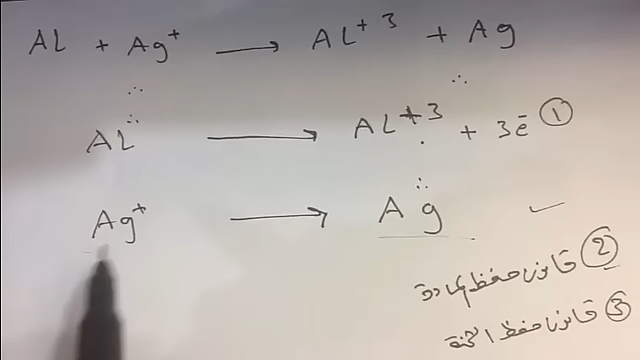 AL + Ag⁺ → AL⁺³ + Ag
AL → AL⁺³ + 3ē ①
Ag⁺ → Ag
② قانون حفظ المادة
③ قانون حفظ الشحنة